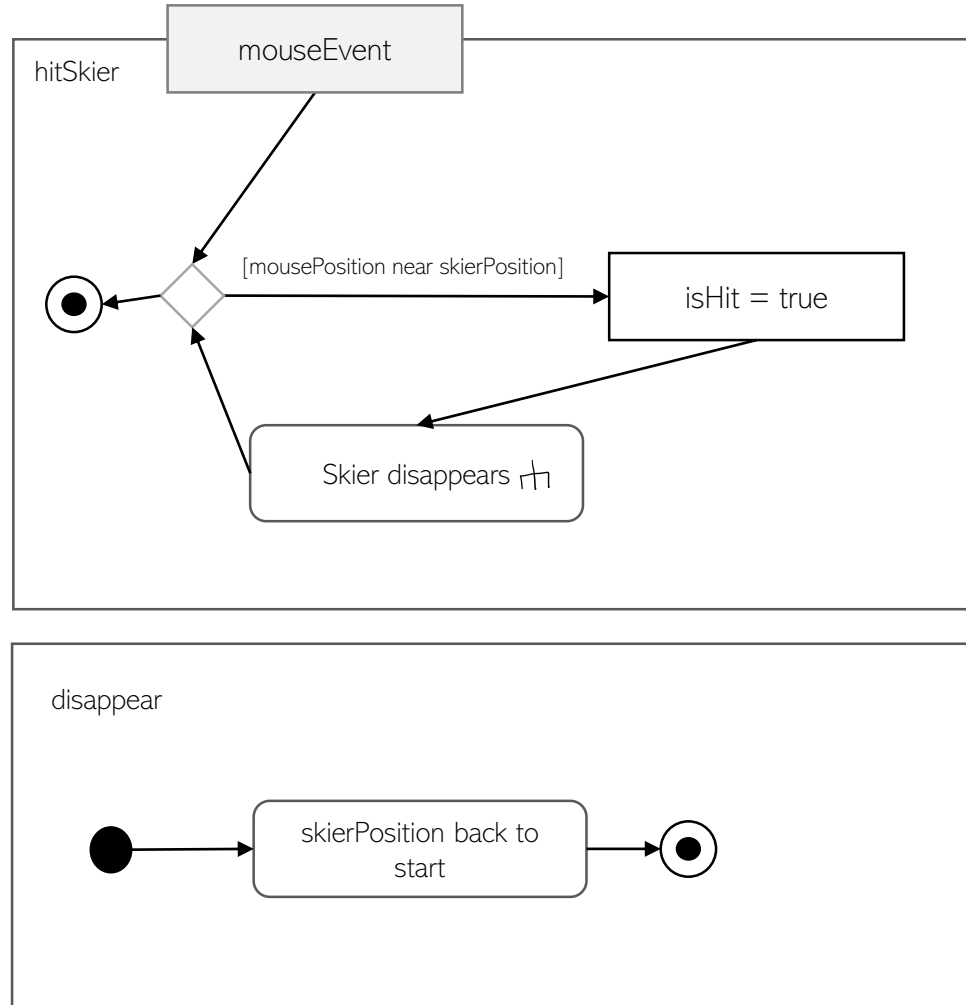 mouseEvent
hitSkier
[mousePosition near skierPosition]
isHit = true
Skier disappears
disappear
skierPosition back to
start